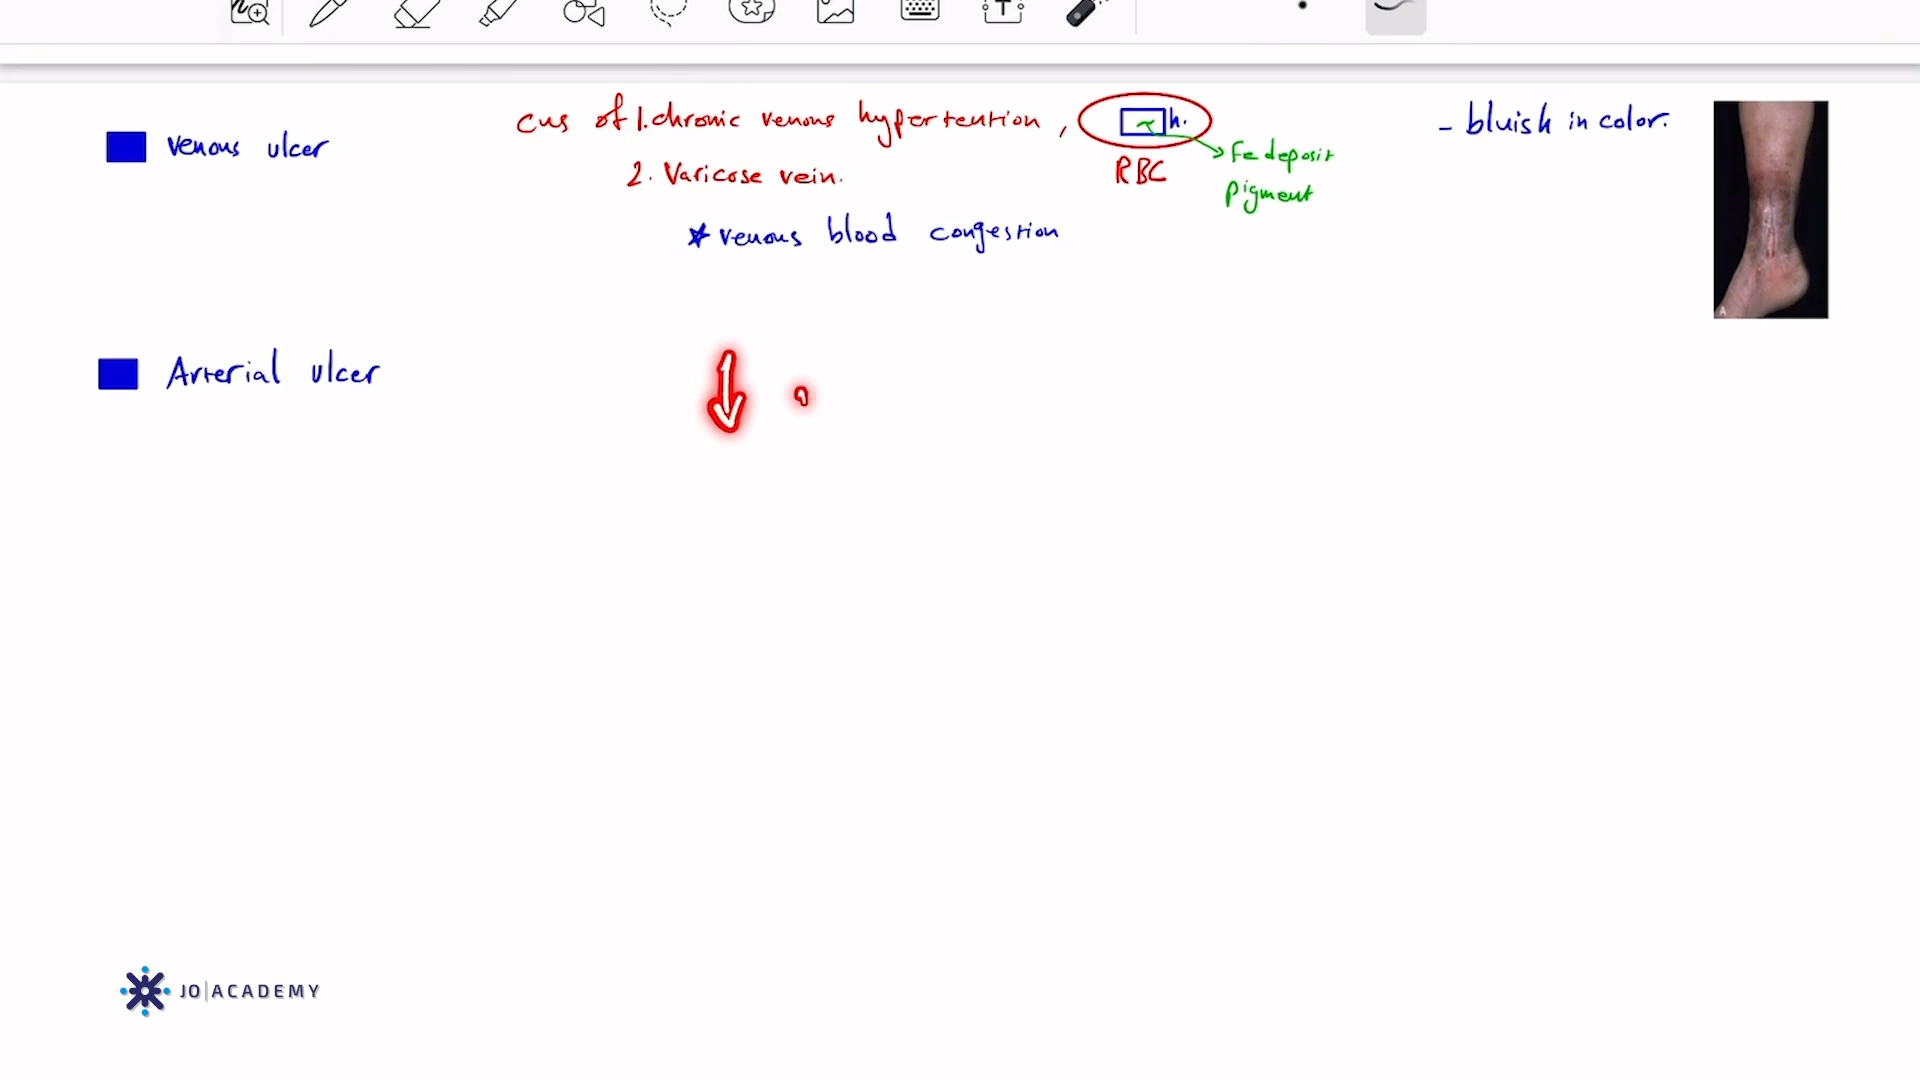 cus of 1. chronic venous hypertention, h. - bluish in color.
venous ulcer
Fe deposit
2. Varicose vein.
RBC
pigment
venous blood congestion
A
Arterial ulcer
JO|ACADEMY